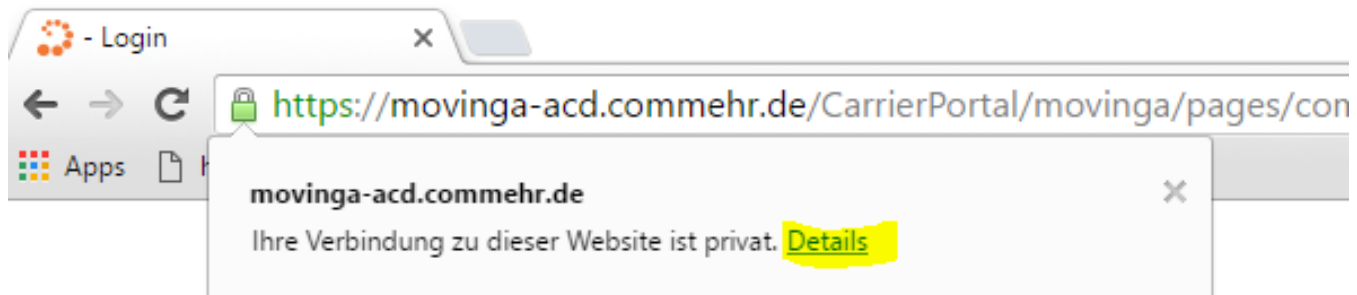 - Login
https://movinga-acd.commehr.de/CarrierPortal/movinga/pages/con
Apps
movinga-acd.commehr.de
Ihre Verbindung zu dieser Website ist privat. Details